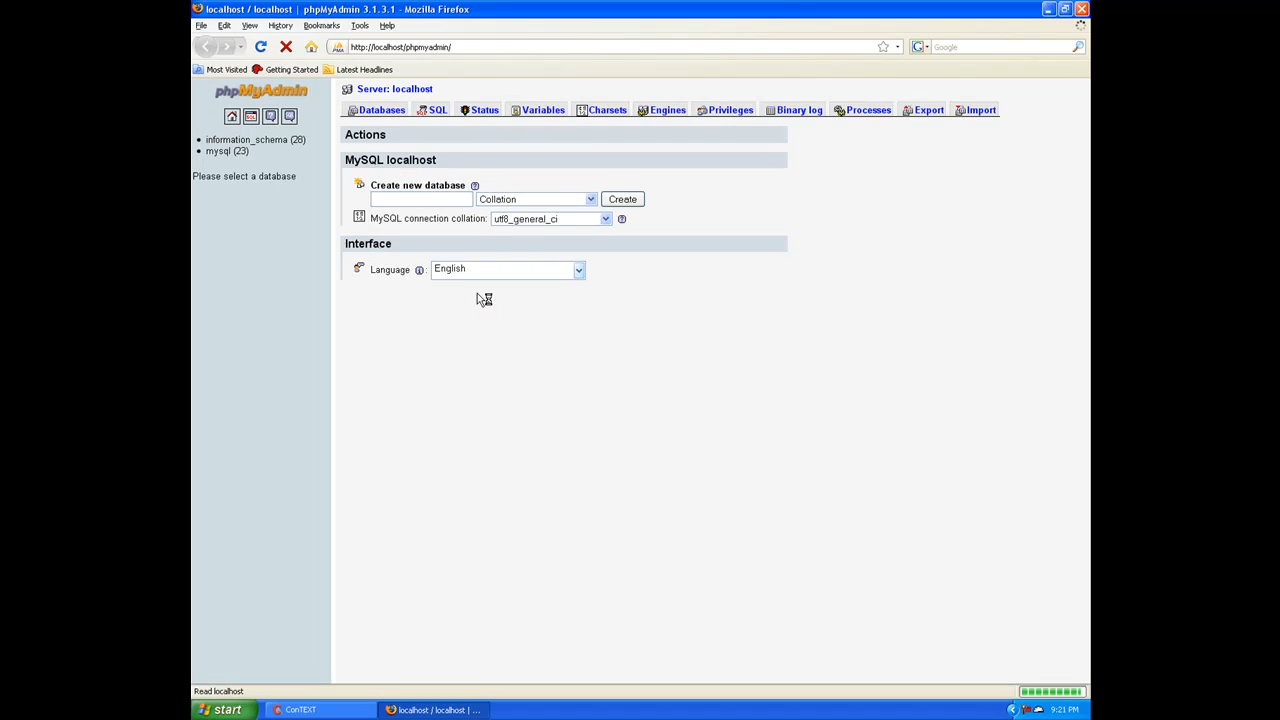 localhost / localhost | phpMyAdmin 3.1.3.1 - Mozilla Firefox
File Edit View History Bookmarks Tools Help
http://localhost/phpmyadmin/
Google
Most Visited Getting Started Latest Headlines
phpMyAdmin
SQL
information_schema (28)
mysql (23)
Please select a database
Server: localhost
Databases SQL Status Variables Charsets Engines Privileges Binary log Processes Export Import
Actions
MySQL localhost
Create new database
Collation Create
MySQL connection collation: utf8_general_ci
Interface
Language : English
Read localhost
start ConTEXT localhost / localhost | ... 9:21 PM